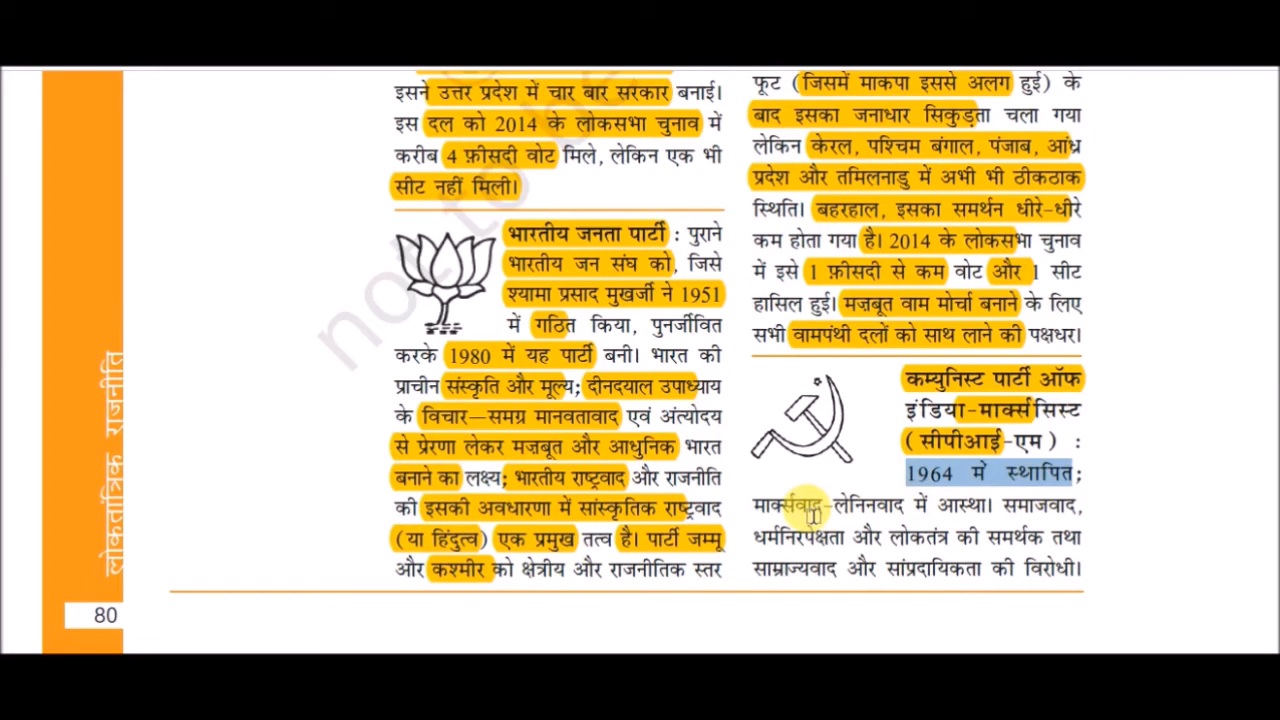 इसने उत्तर प्रदेश में चार बार सरकार बनाई।
इस दल को 2014 के लोकसभा चुनाव में
करीब 4 फ़ीसदी वोट मिले, लेकिन एक भी
सीट नहीं मिली।
भारतीय जनता पार्टी : पुराने
भारतीय जन संघ को, जिसे
श्यामा प्रसाद मुखर्जी ने 1951
में गठित किया, पुनर्जीवित
करके 1980 में यह पार्टी बनी। भारत की
प्राचीन संस्कृति और मूल्य; दीनदयाल उपाध्याय
के विचार—समग्र मानवतावाद एवं अंत्योदय
से प्रेरणा लेकर मज़बूत और आधुनिक भारत
बनाने का लक्ष्य; भारतीय राष्ट्रवाद और राजनीति
की इसकी अवधारणा में सांस्कृतिक राष्ट्रवाद
(या हिंदुत्व) एक प्रमुख तत्व है। पार्टी जम्मू
और कश्मीर को क्षेत्रीय और राजनीतिक स्तर
फूट (जिसमें माकपा इससे अलग हुई) के
बाद इसका जनाधार सिकुड़ता चला गया
लेकिन केरल, पश्चिम बंगाल, पंजाब, आंध्र
प्रदेश और तमिलनाडु में अभी भी ठीकठाक
स्थिति। बहरहाल, इसका समर्थन धीरे-धीरे
कम होता गया है। 2014 के लोकसभा चुनाव
में इसे 1 फ़ीसदी से कम वोट और 1 सीट
हासिल हुई। मज़बूत वाम मोर्चा बनाने के लिए
सभी वामपंथी दलों को साथ लाने की पक्षधर।
कम्युनिस्ट पार्टी ऑफ
इंडिया-मार्क्ससिस्ट
(सीपीआई-एम) :
1964 में स्थापित;
मार्क्सवाद-लेनिनवाद में आस्था। समाजवाद,
धर्मनिरपेक्षता और लोकतंत्र की समर्थक तथा
साम्राज्यवाद और सांप्रदायिकता की विरोधी।
लोकतांत्रिक राजनीति
80
not to be